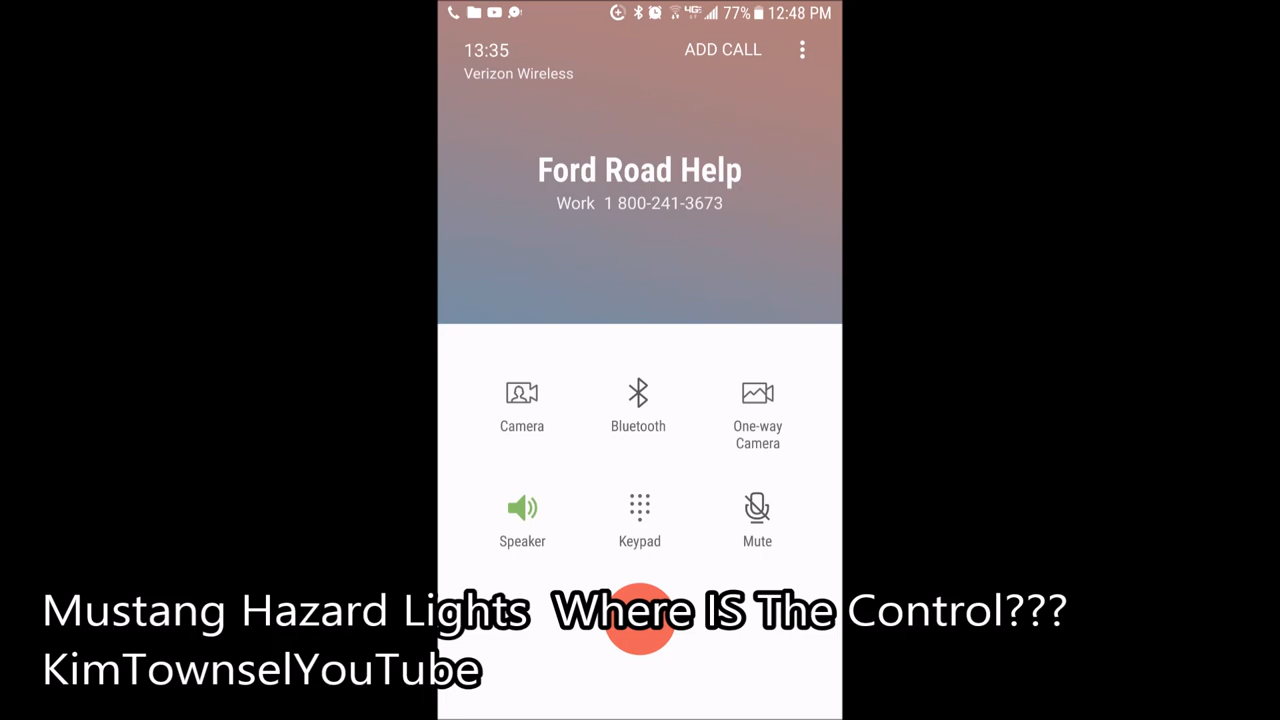 77% 12:48 PM
13:35
ADD CALL
Verizon Wireless
Ford Road Help
Work 1 800-241-3673
Camera
Bluetooth
One-way
Camera
Speaker
Keypad
Mute
Mustang Hazard Lights Where IS The Control???
KimTownselYouTube